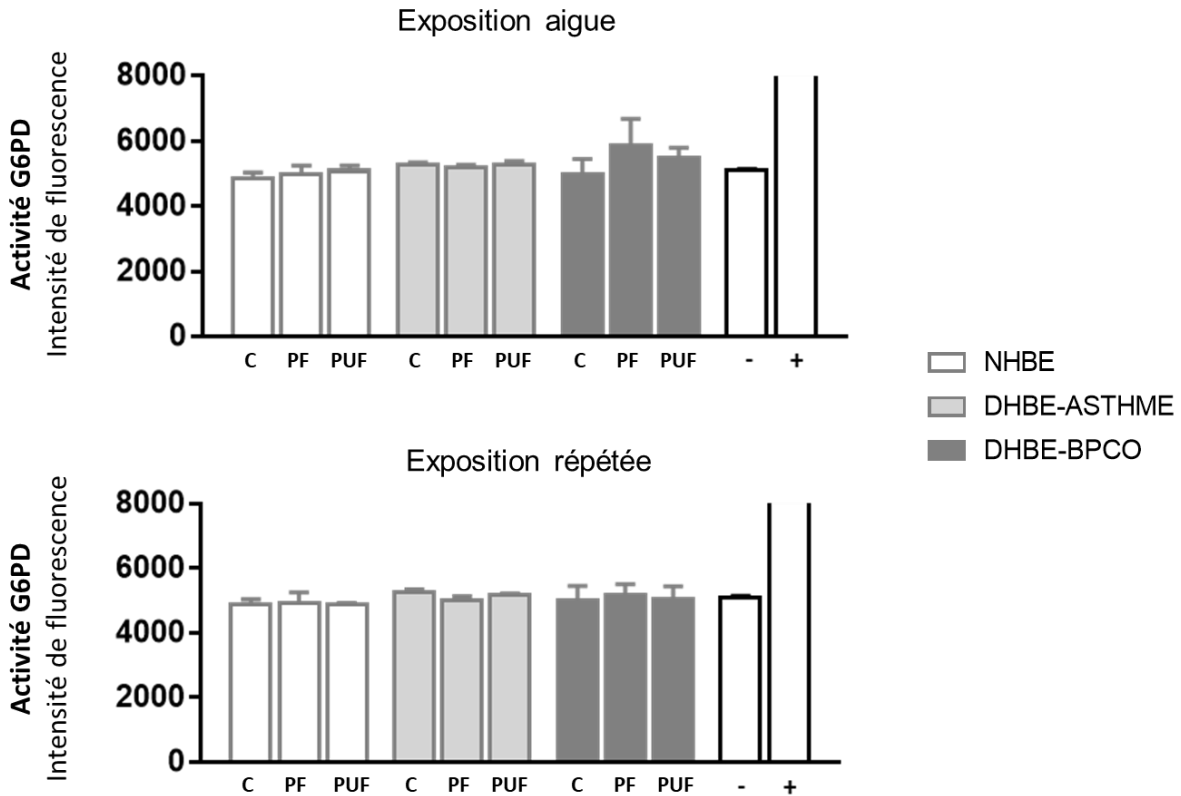 Exposition aigue
Activité G6PD
Intensité de fluorescence
8000
6000
4000
2000
0
C PF PUF C PF PUF C PF PUF - +
NHBE
DHBE-ASTHME
DHBE-BPCO
Exposition répétée
Activité G6PD
Intensité de fluorescence
8000
6000
4000
2000
0
C PF PUF C PF PUF C PF PUF - +